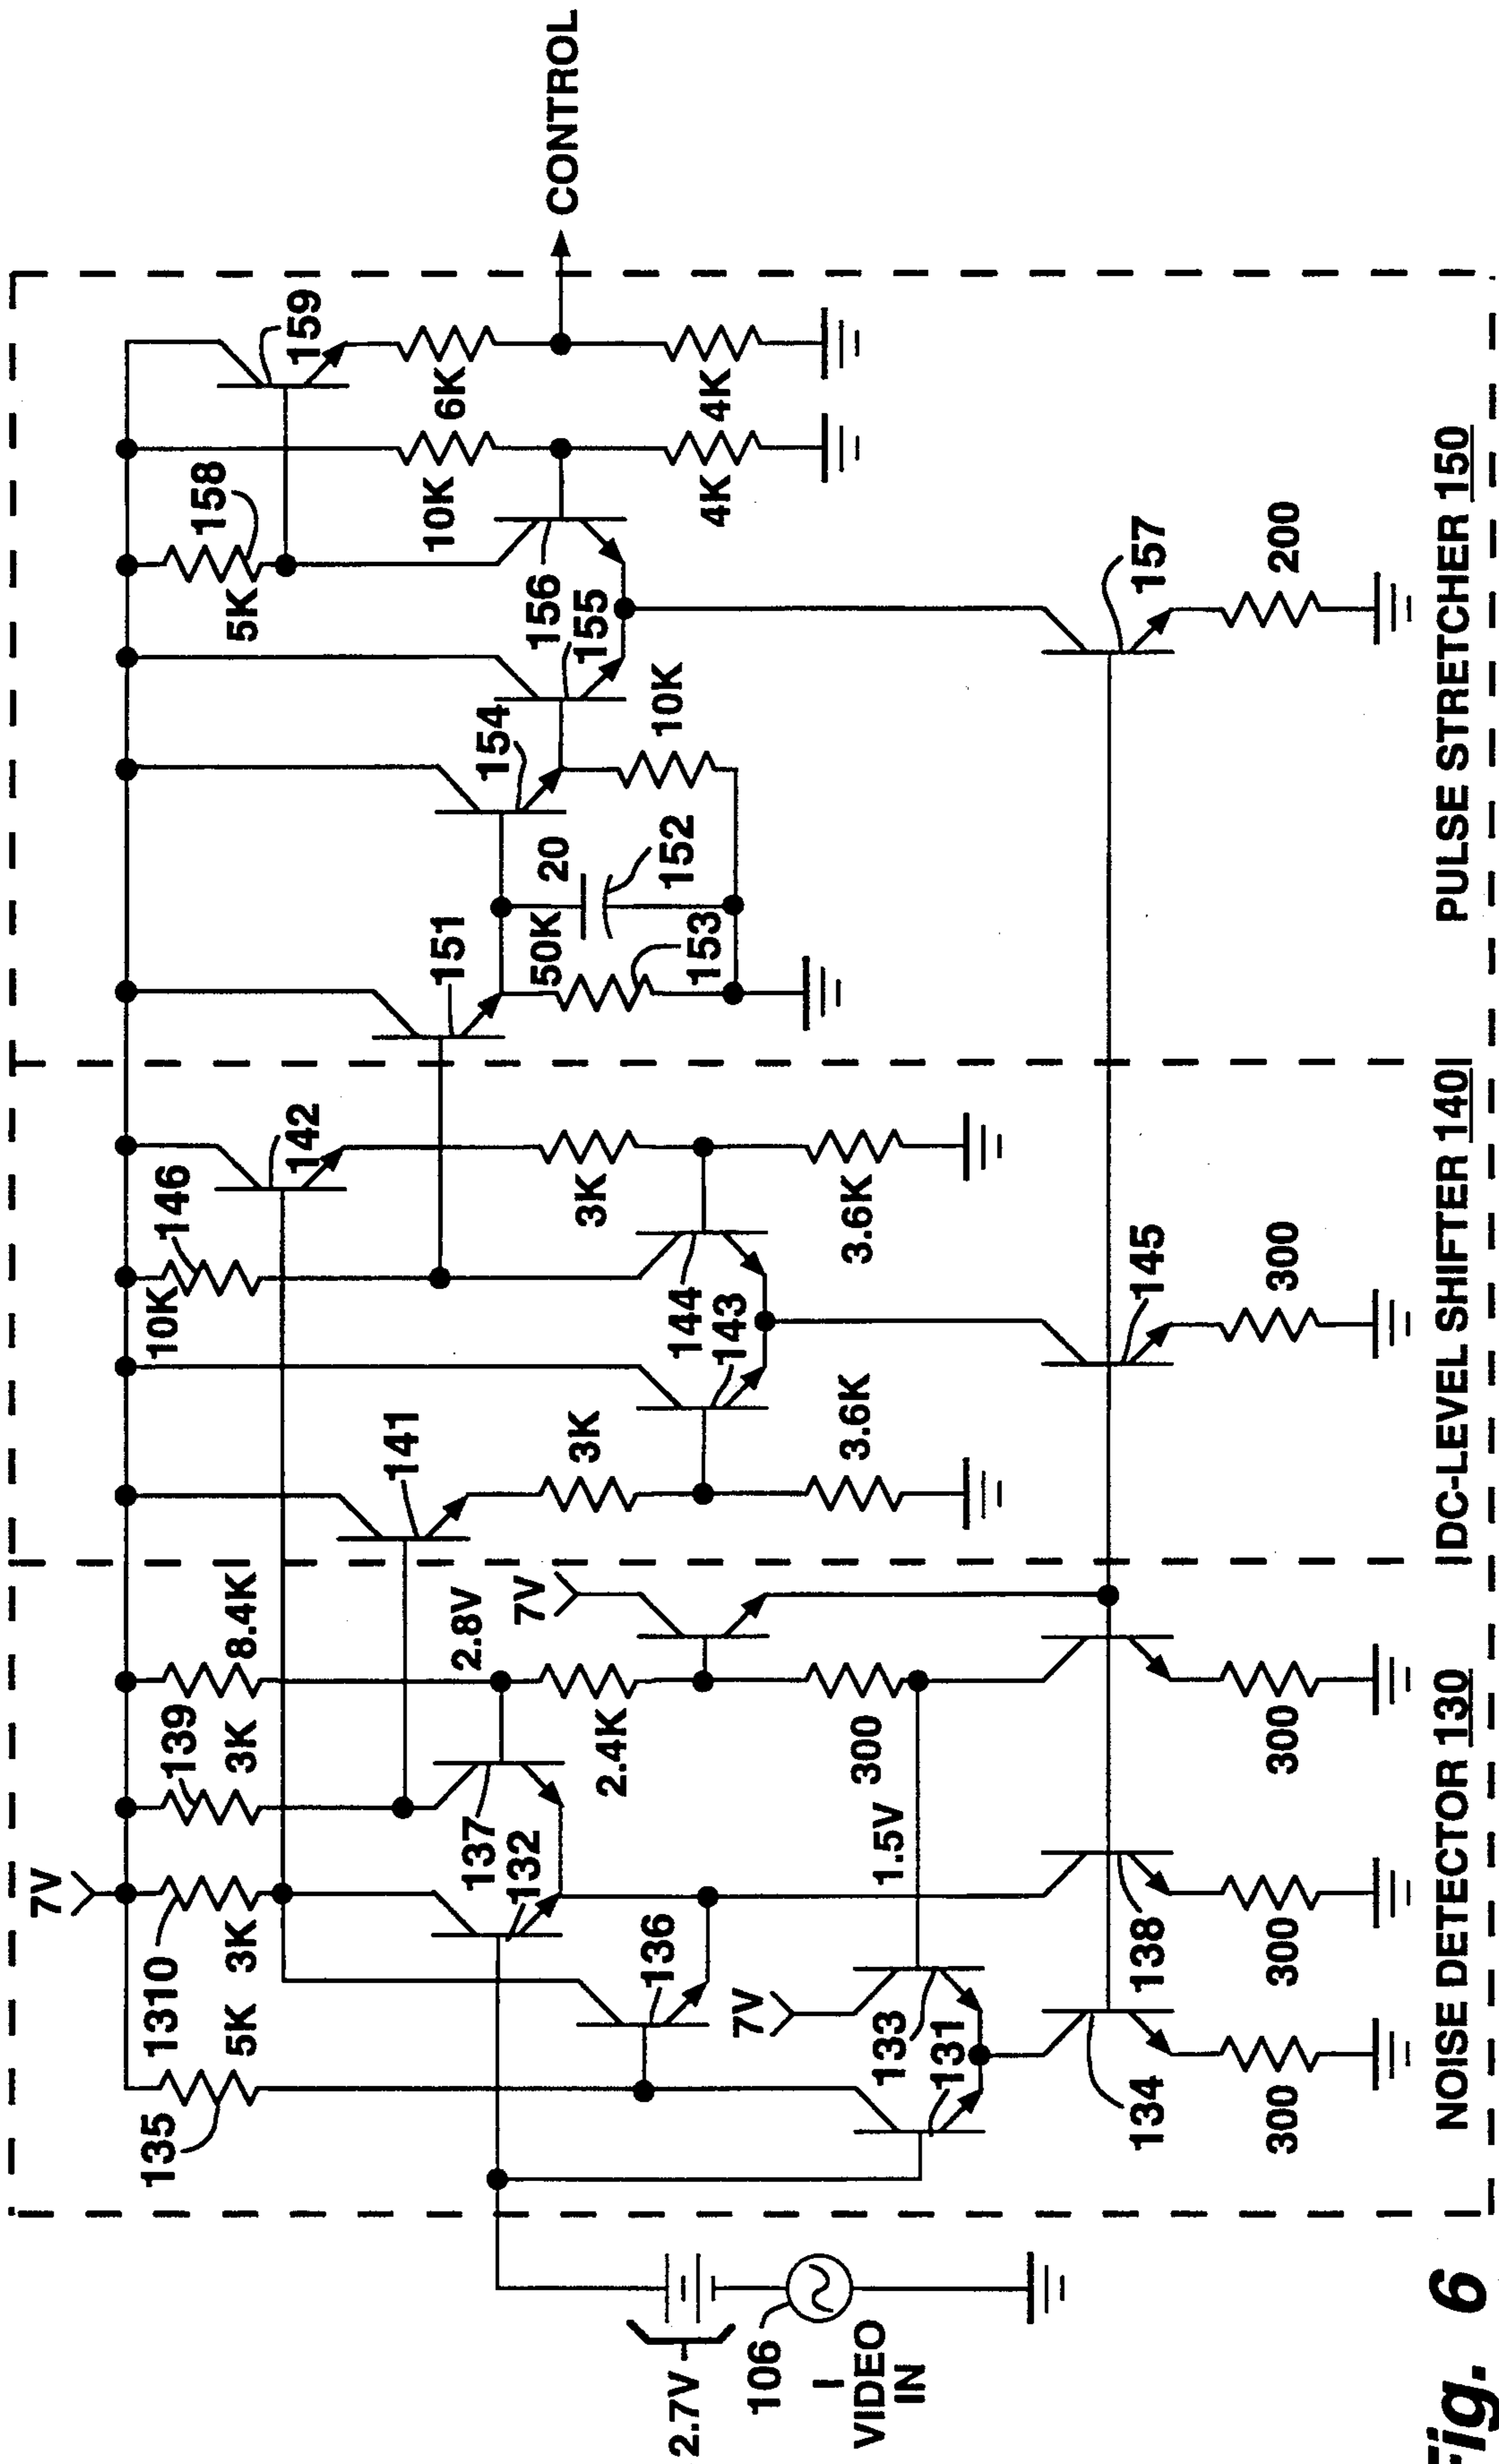 7V
1310
3K
139
3K
8.4K
135
5K
2.8V
7V
137
132
2.4K
136
300
7V
133
131
1.5V
134
138
300
300
300
NOISE DETECTOR 130
2.7V
106
I
VIDEO
IN
141
10K
146
142
3K
3K
144
143
3.6K
3.6K
145
300
DC-LEVEL SHIFTER 140
151
50K
153
20
152
154
10K
5K
158
156
155
10K
4K
159
6K
4K
157
200
PULSE STRETCHER 150
CONTROL
Fig. 6